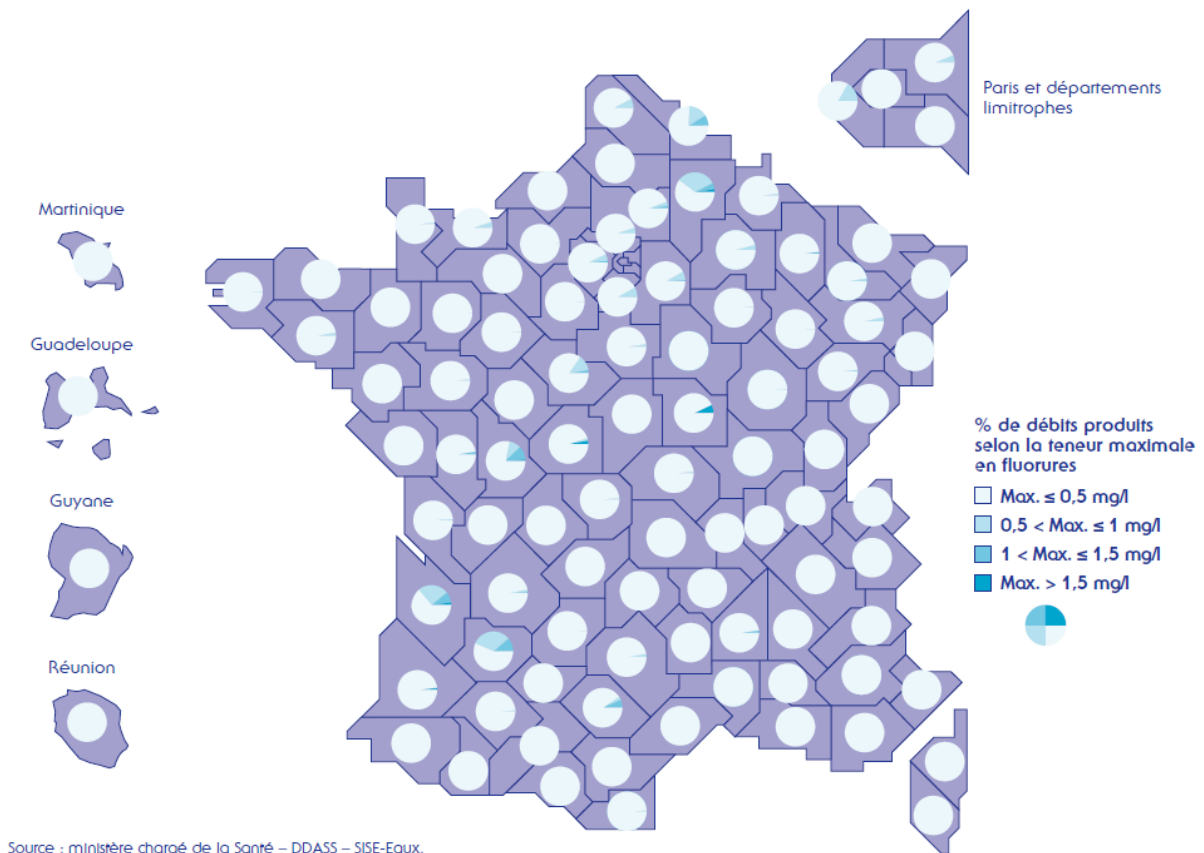 Paris et départements
limitrophes
Martinique
Guadeloupe
Guyane
Réunion
% de débits produits
selon la teneur maximale
en fluorures
Max. ≤ 0,5 mg/l
0,5 < Max. ≤ 1 mg/l
1 < Max. ≤ 1,5 mg/l
Max. > 1,5 mg/l
Source : ministère chargé de la Santé – DDASS – SISE-Eaux.